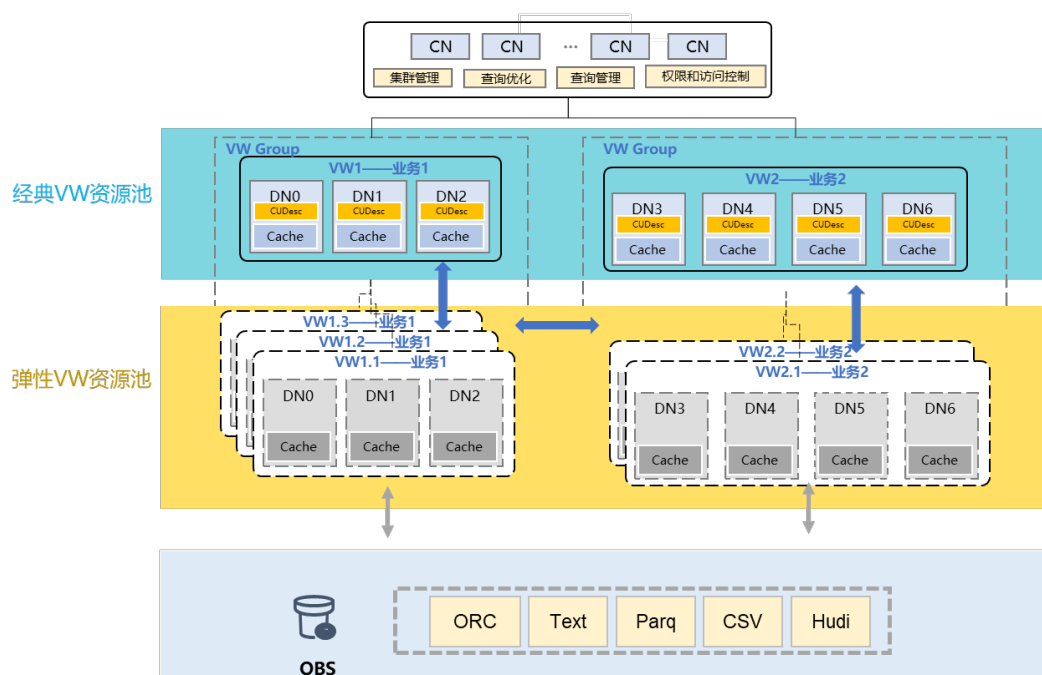 CN CN ... CN CN
集群管理 查询优化 查询管理 权限和访问控制
经典VW资源池
VW Group
VW1——业务1
DN0 DN1 DN2
CUDesc CUDesc CUDesc
Cache Cache Cache
VW Group
VW2——业务2
DN3 DN4 DN5 DN6
CUDesc CUDesc CUDesc CUDesc
Cache Cache Cache Cache
弹性VW资源池
VW1.3——业务1
VW1.2——业务1
VW1.1——业务1
DN0 DN1 DN2
Cache Cache Cache
VW2.2——业务2
VW2.1——业务2
DN3 DN4 DN5 DN6
Cache Cache Cache Cache
ORC Text Parq CSV Hudi
OBS